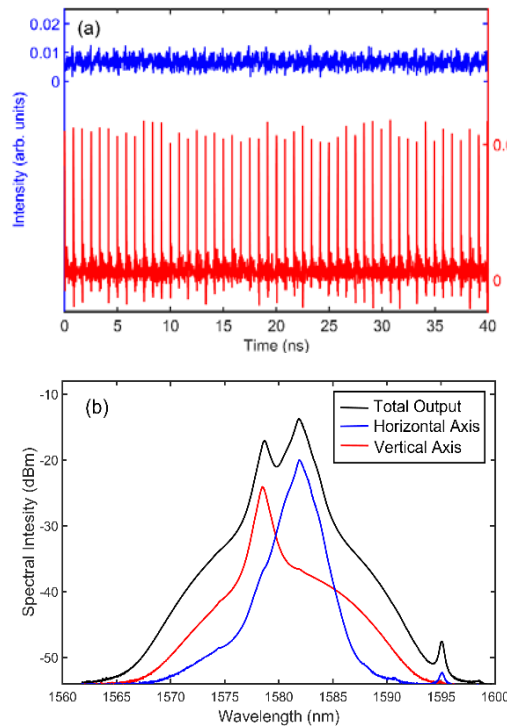 (a)
0.02
0.01
0
Intensity (arb. units)
0.0
0
0 5 10 15 20 25 30 35 40
Time (ns)
(b)
Total Output
Horizontal Axis
Vertical Axis
-10
-20
-30
-40
-50
Spectral Intesity (dBm)
1560 1565 1570 1575 1580 1585 1590 1595 1600
Wavelength (nm)